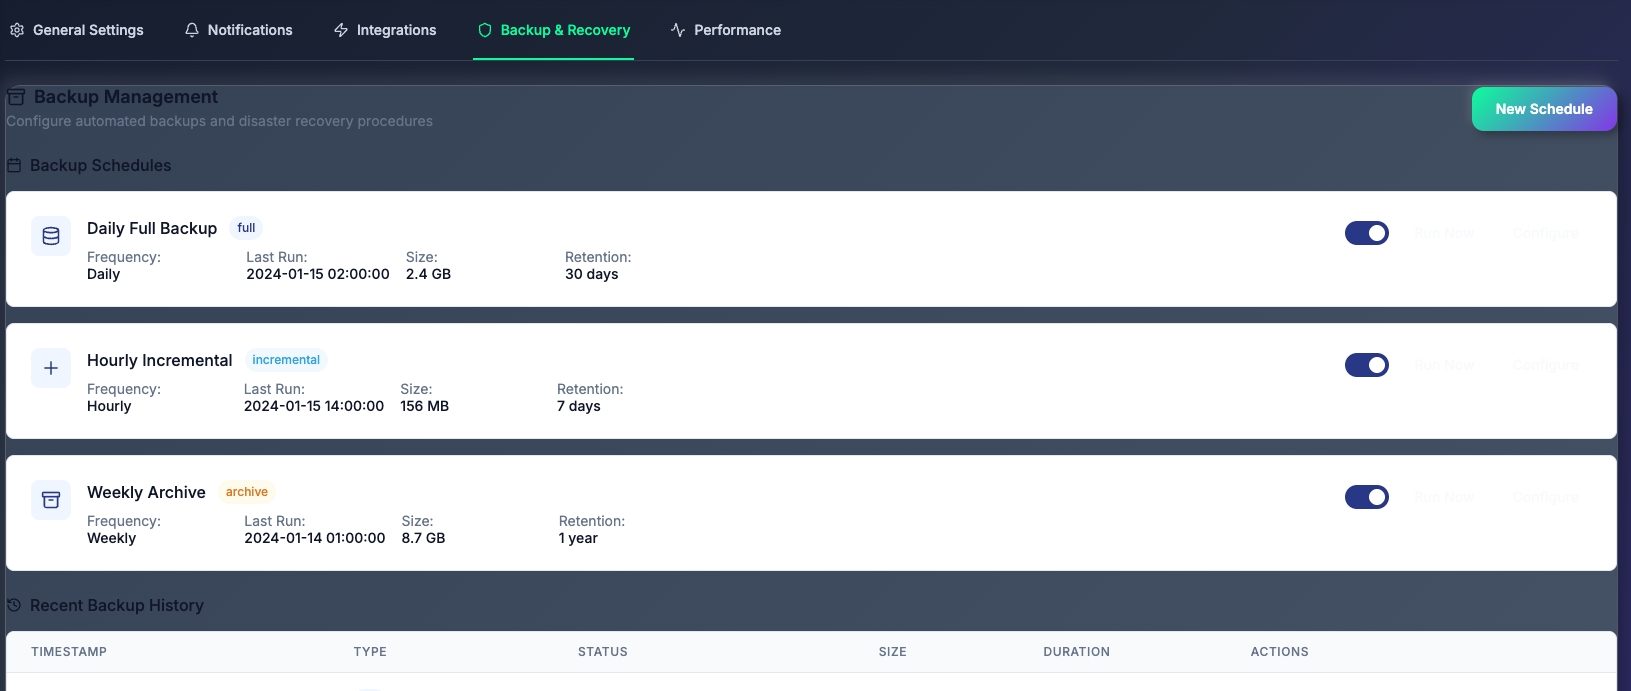 General Settings
Notifications
Integrations
Backup & Recovery
Performance
Backup Management
Configure automated backups and disaster recovery procedures
New Schedule
Backup Schedules
Daily Full Backup full
Frequency: Last Run: Size: Retention:
Daily 2024-01-15 02:00:00 2.4 GB 30 days
Run Now Configure
Hourly Incremental incremental
Frequency: Last Run: Size: Retention:
Hourly 2024-01-15 14:00:00 156 MB 7 days
Run Now Configure
Weekly Archive archive
Frequency: Last Run: Size: Retention:
Weekly 2024-01-14 01:00:00 8.7 GB 1 year
Run Now Configure
Recent Backup History
TIMESTAMP TYPE STATUS SIZE DURATION ACTIONS